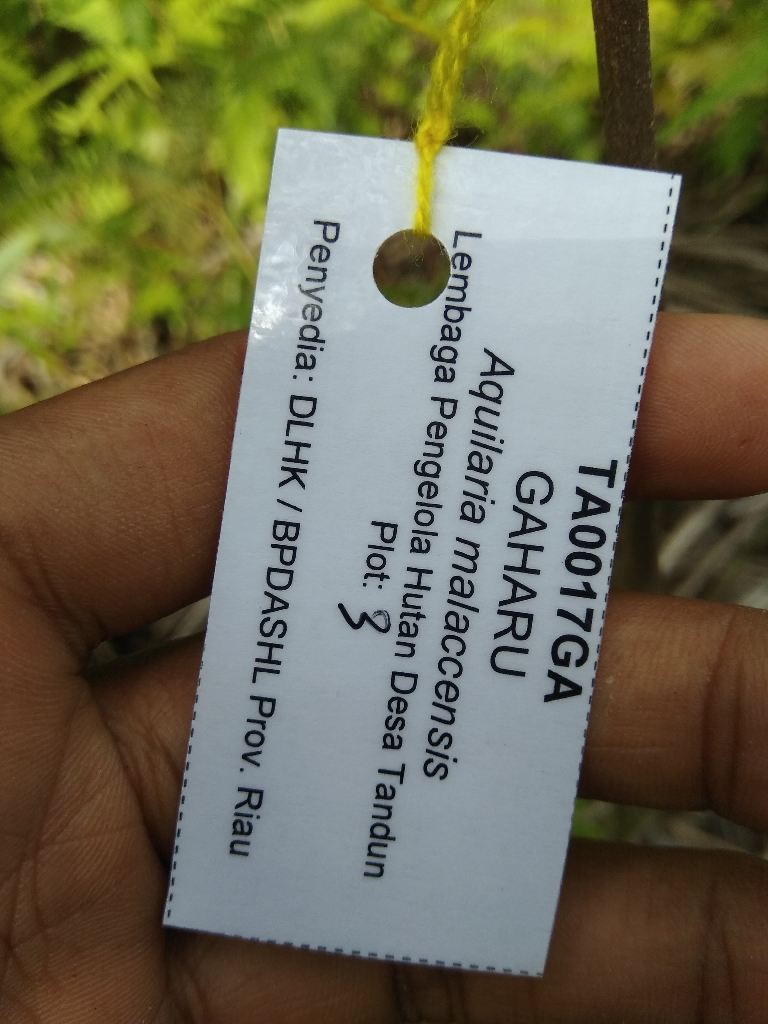 TA0017GA
GAHARU
Aquilaria malaccensis
Lembaga Pengelola Hutan Desa Tandun
Plot: 3
Penyedia: DLHK / BPDASHL Prov. Riau